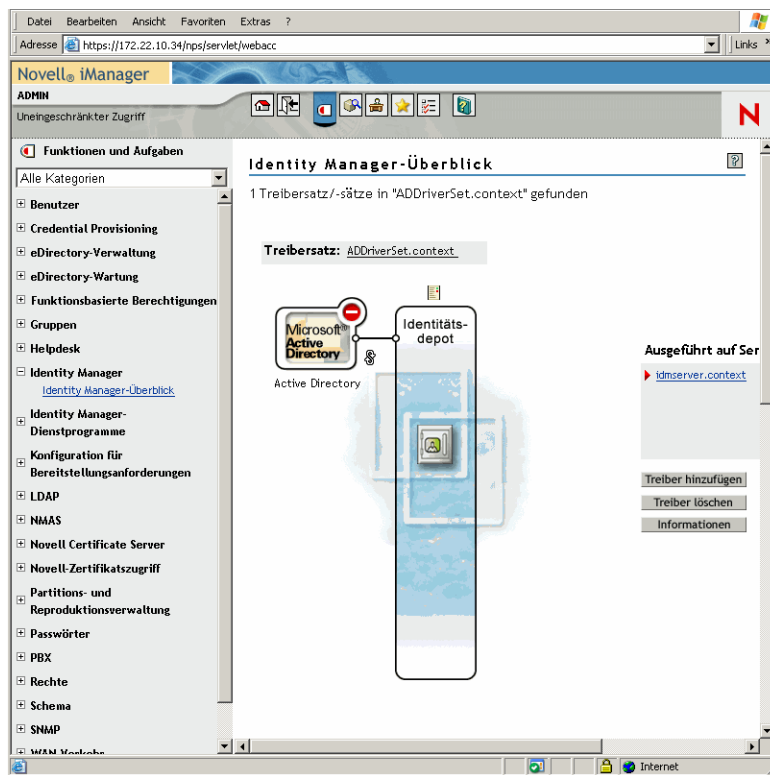 Datei Bearbeiten Ansicht Favoriten Extras ?
Adresse https://172.22.10.34/nps/servlet/webacc Links »
Novell® iManager
ADMIN
Uneingeschränkter Zugriff
N
Funktionen und Aufgaben
Alle Kategorien
Benutzer
Credential Provisioning
eDirectory-Verwaltung
eDirectory-Wartung
Funktionsbasierte Berechtigungen
Gruppen
Helpdesk
Identity Manager
Identity Manager-Überblick
Identity Manager-
Dienstprogramme
Konfiguration für
Bereitstellungsanforderungen
LDAP
NMAS
Novell Certificate Server
Novell-Zertifikatszugriff
Partitions- und
Reproduktionsverwaltung
Passwörter
PBX
Rechte
Schema
SNMP
WAN-Verkehr
Identity Manager-Überblick
1 Treibersatz/-sätze in "ADDriverSet.context" gefunden
Treibersatz: ADDriverSet.context
Microsoft®
Active
Directory
Active Directory
Identitäts-
depot
Ausgeführt auf Ser
idmserver.context
Treiber hinzufügen
Treiber löschen
Informationen
Internet